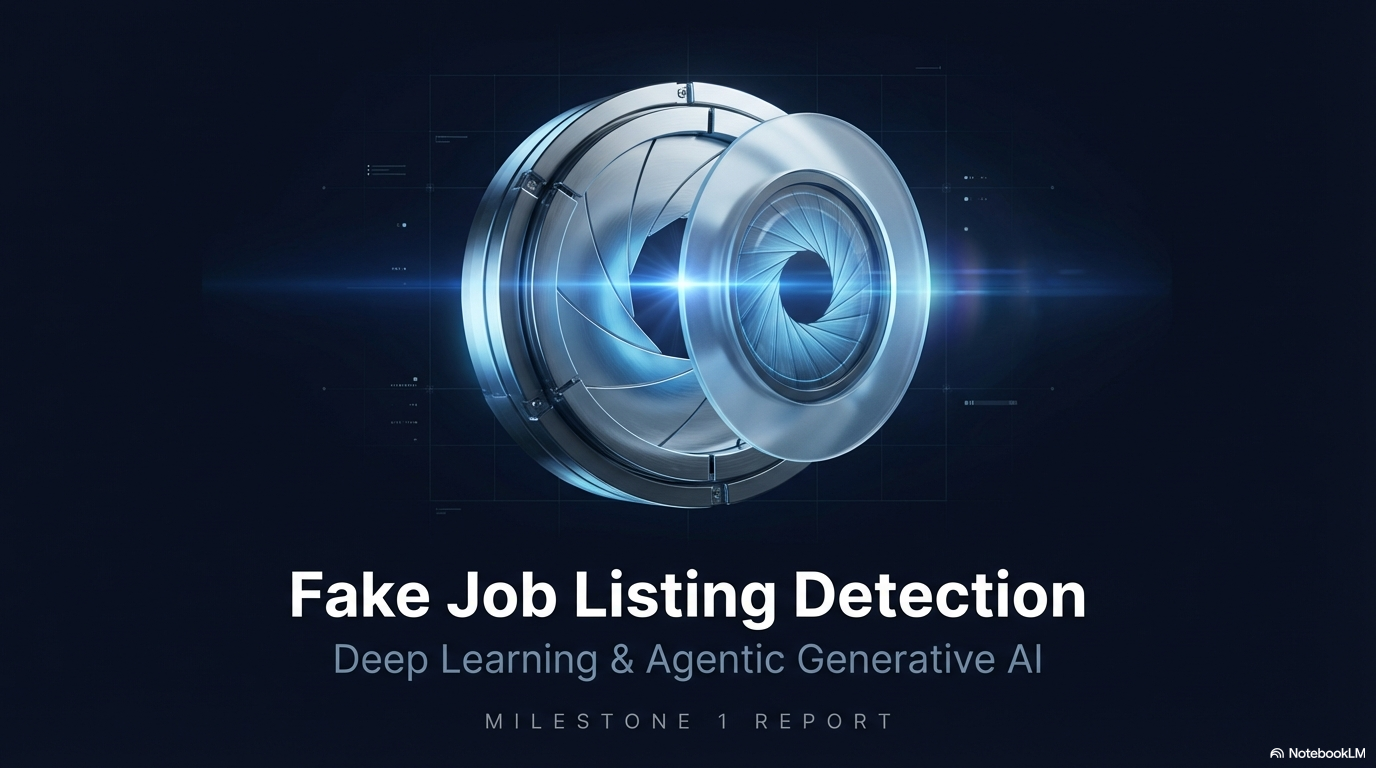 Fake Job Listing Detection
Deep Learning & Agentic Generative AI
MILESTONE 1 REPORT
NotebookLM